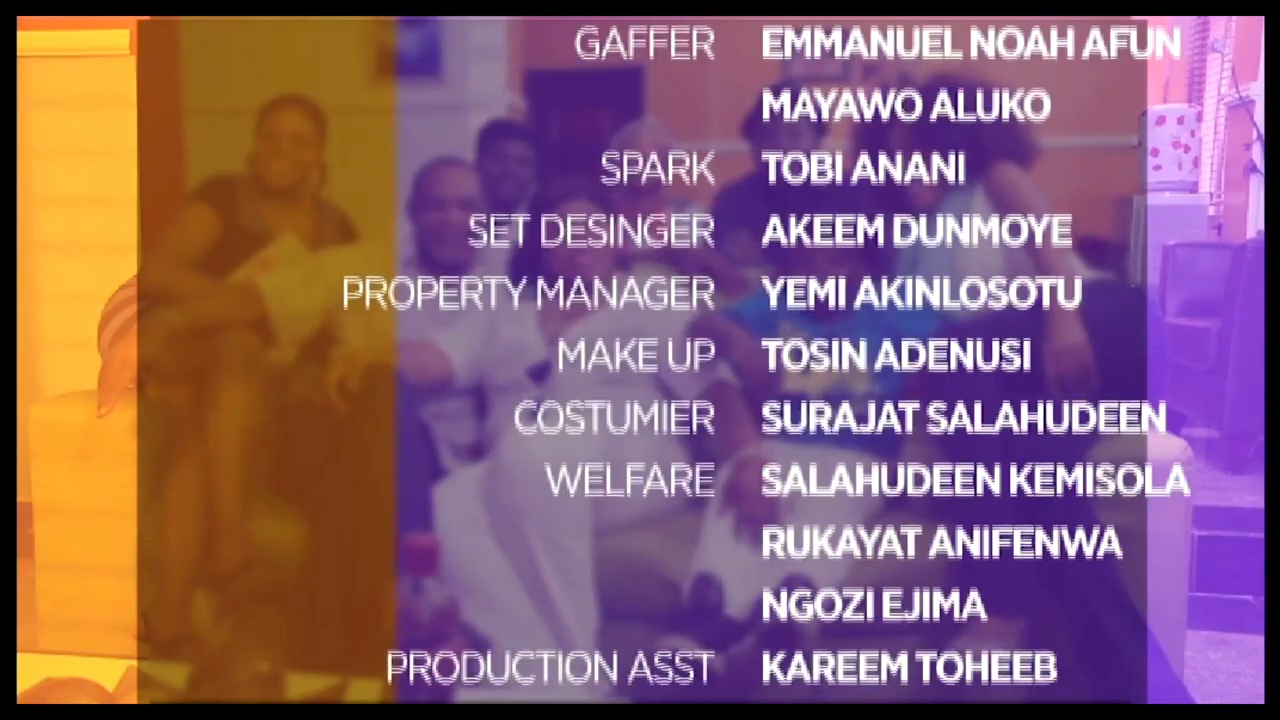 GAFFER EMMANUEL NOAH AFUN
MAYAWO ALUKO
SPARK TOBI ANANI
SET DESINGER AKEEM DUNMOYE
PROPERTY MANAGER YEMI AKINLOSOTU
MAKE UP TOSIN ADENUSI
COSTUMIER SURAJAT SALAHUDEEN
WELFARE SALAHUDEEN KEMISOLA
RUKAYAT ANIFENWA
NGOZI EJIMA
PRODUCTION ASST KAREEM TOHEEB